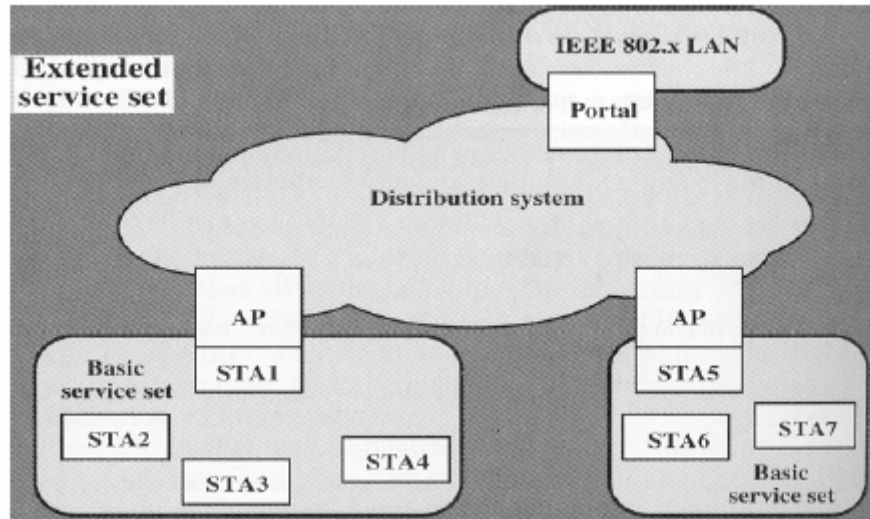 IEEE 802.x LAN
Extended
service set
Portal
Distribution system
AP
STA1
AP
STA5
Basic
service set
STA2
STA3
STA4
STA6
STA7
Basic
service set